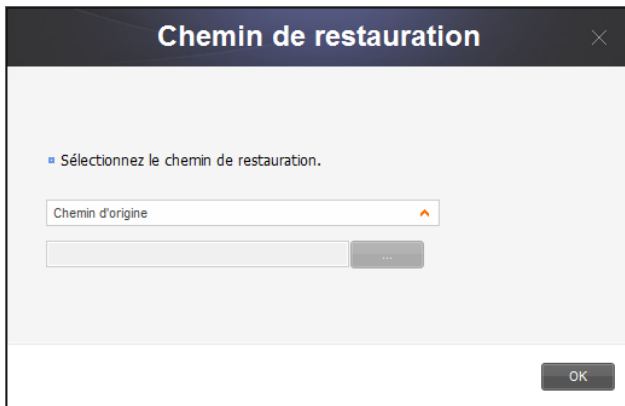 Chemin de restauration
Sélectionnez le chemin de restauration.
Chemin d'origine
...
OK